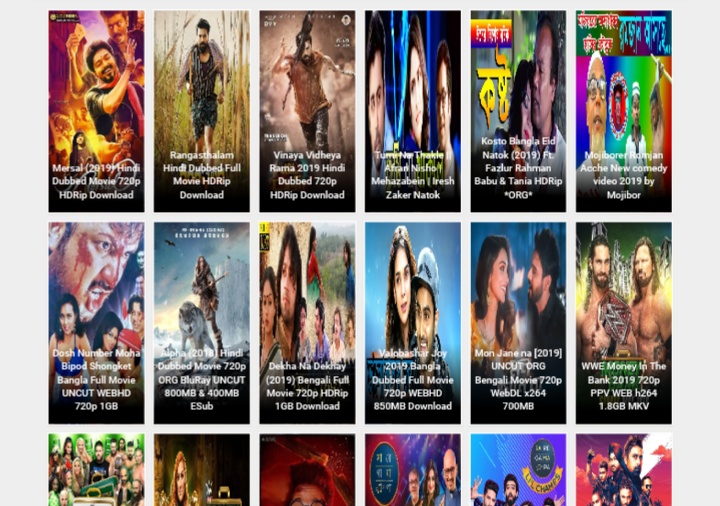 Mersal (2019) Hindi
Dubbed Movie 720p
HDRip Download
Rangasthalam
Hindi Dubbed Full
Movie HDRip
Download
Vinaya Vidheya
Rama 2019 Hindi
Dubbed 720p
HDRip Download
Tumi Na Thakle ||
Afran Nisho |
Mehazabein | Iresh
Zaker Natok
কষ্ট
Kosto Bangla Eid
Natok (2019) Ft.
Fazlur Rahman
Babu & Tania HDRip
*ORG*
Mojiborer Romjan
Acche New comedy
video 2019 by
Mojibor
Dosh Number Moha
Bipod Shongket
Bangla Full Movie
UNCUT WEBHD
720p 1GB
Alpha (2018) Hindi
Dubbed Movie 720p
ORG BluRay UNCUT
800MB & 400MB
ESub
Dekha Na Dekhay
(2019) Bengali Full
Movie 720p HDRip
1GB Download
Valobashar Joy
2019 Bangla
Dubbed Full Movie
720p WEBHD
850MB Download
Mon Jane na [2019]
UNCUT ORG
Bengali Movie 720p
WebDL x264
700MB
WWE Money In The
Bank 2019 720p
PPV WEB h264
1.8GB MKV